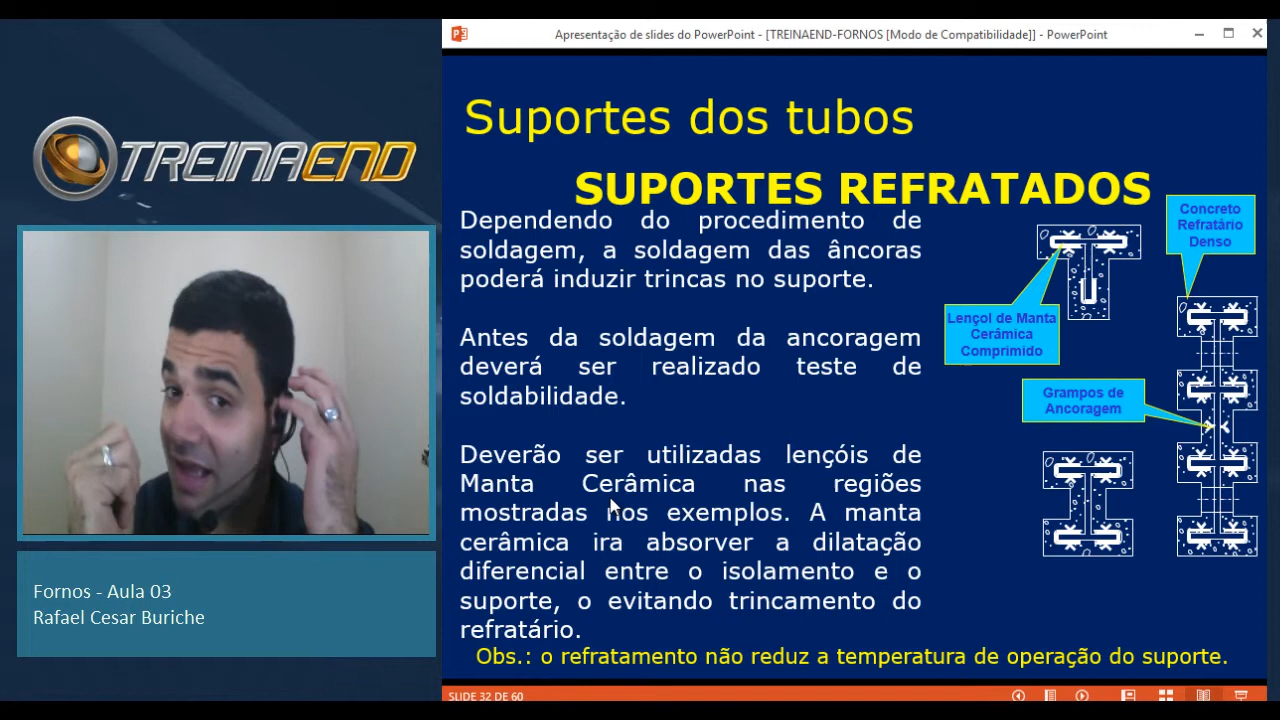 Apresentação de slides do PowerPoint - [TREINAEND-FORNOS [Modo de Compatibilidade]] - PowerPoint
TREINAEND
Fornos - Aula 03
Rafael Cesar Buriche
Suportes dos tubos
SUPORTES REFRATADOS
Dependendo do procedimento de
soldagem, a soldagem das âncoras
poderá induzir trincas no suporte.
Antes da soldagem da ancoragem
deverá ser realizado teste de
soldabilidade.
Deverão ser utilizadas lençóis de
Manta Cerâmica nas regiões
mostradas nos exemplos. A manta
cerâmica ira absorver a dilatação
diferencial entre o isolamento e o
suporte, o evitando trincamento do
refratário.
Obs.: o refratamento não reduz a temperatura de operação do suporte.
Concreto
Refratário
Denso
Lençol de Manta
Cerâmica
Comprimido
Grampos de
Ancoragem
SLIDE 32 DE 60